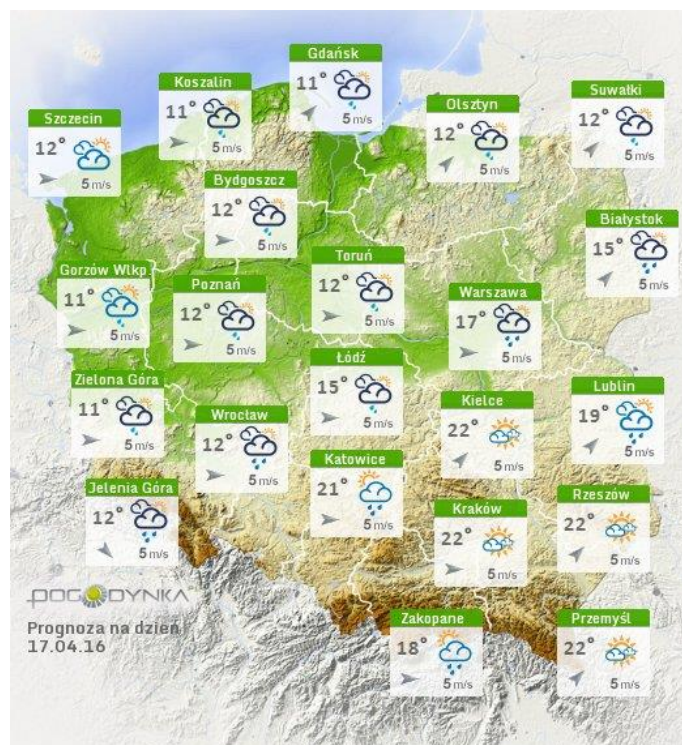 Gdańsk
11°
5 m/s
Koszalin
11°
5 m/s
Suwałki
12°
5 m/s
Olsztyn
12°
5 m/s
Szczecin
12°
5 m/s
Bydgoszcz
12°
5 m/s
Białystok
15°
5 m/s
Toruń
12°
5 m/s
Gorzów Wlkp.
11°
5 m/s
Poznań
12°
5 m/s
Warszawa
17°
5 m/s
Łódź
15°
5 m/s
Zielona Góra
11°
5 m/s
Lublin
19°
5 m/s
Kielce
22°
5 m/s
Wrocław
12°
5 m/s
Katowice
21°
5 m/s
Jelenia Góra
12°
5 m/s
Rzeszów
22°
5 m/s
Kraków
22°
5 m/s
POGODYNKA
Prognoza na dzień
17.04.16
Zakopane
18°
5 m/s
Przemyśl
22°
5 m/s